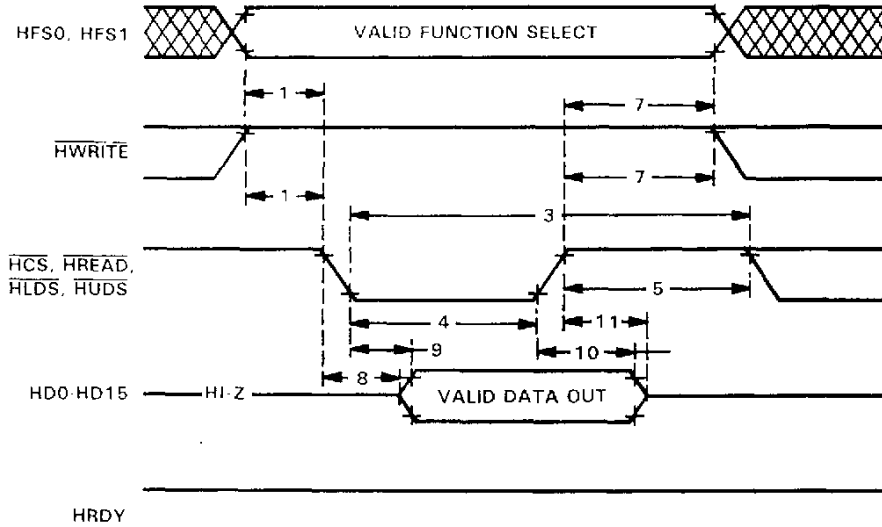 HFS0, HFS1
VALID FUNCTION SELECT
1
7
HWRITE
1
7
3
HCS, HREAD,
HLDS, HUDS
5
4
11
9
10
8
HD0-HD15
HI-Z
VALID DATA OUT
HRDY